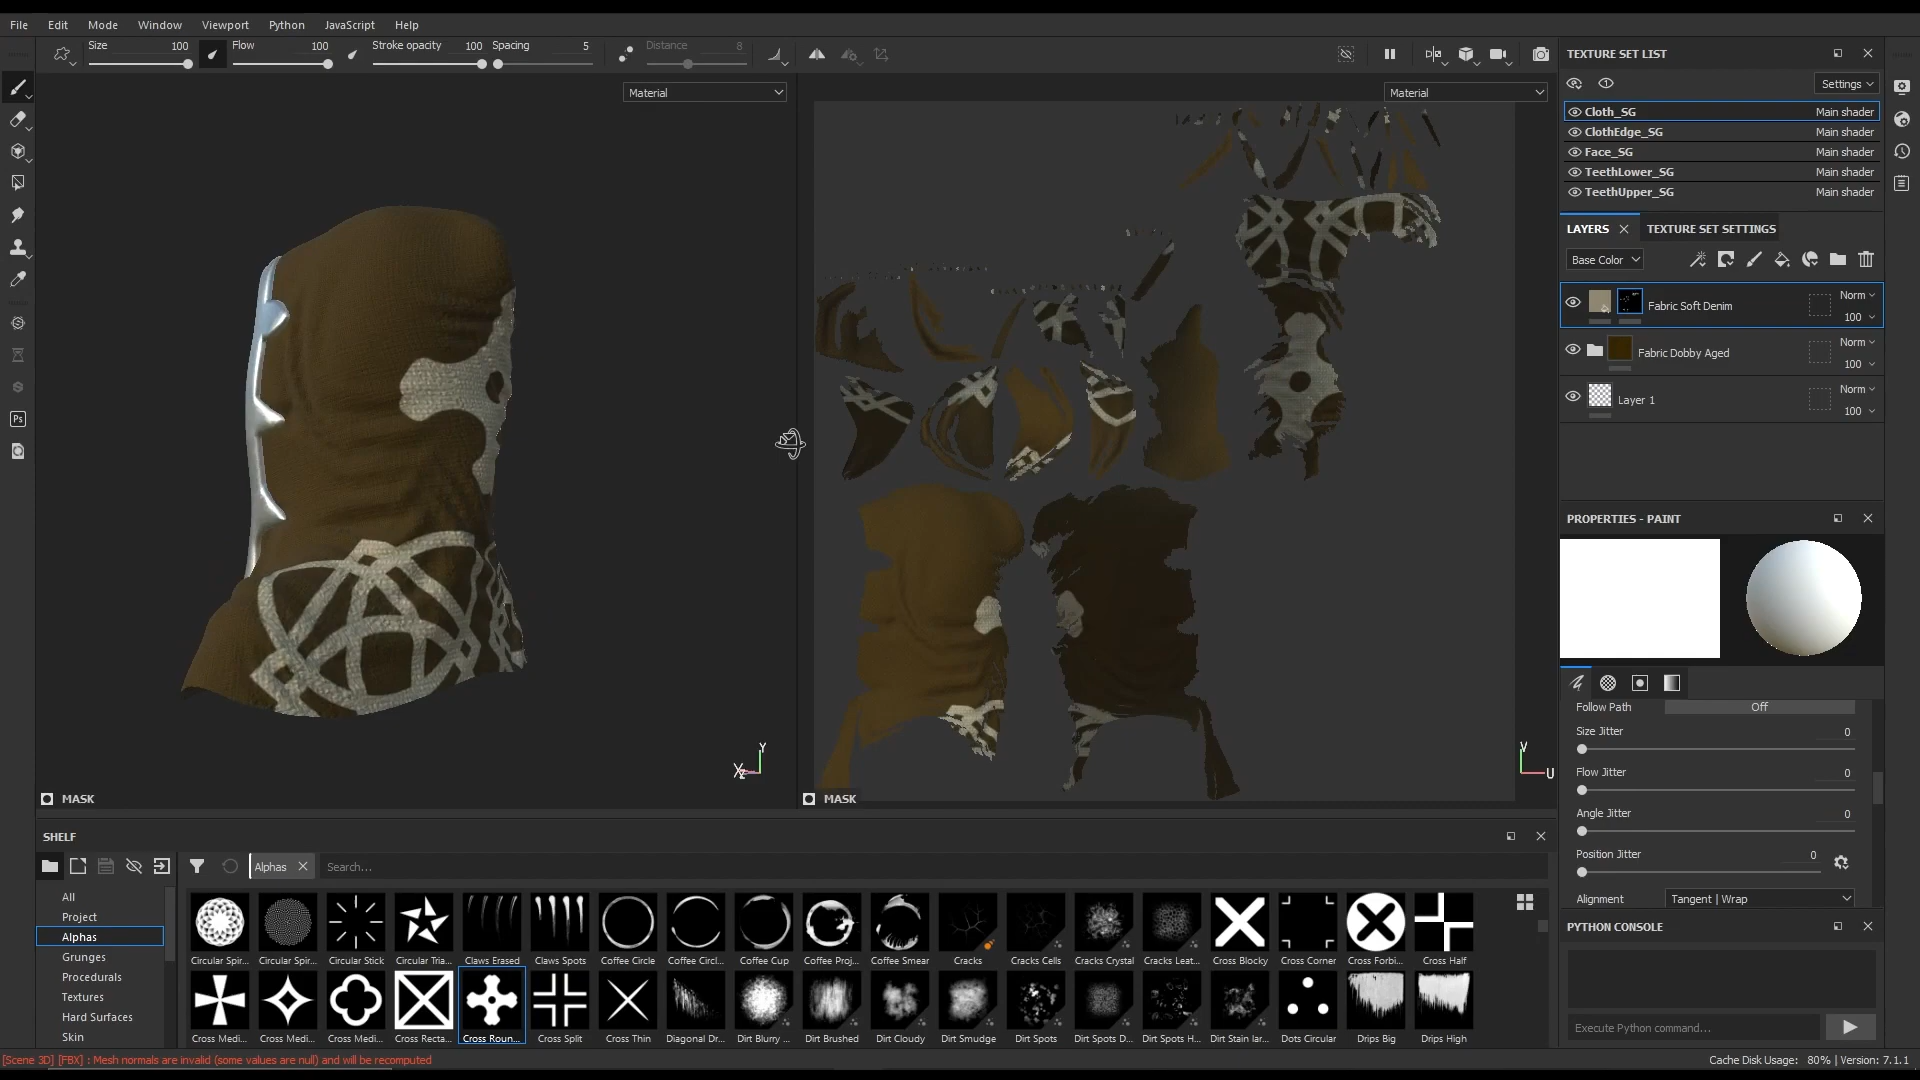 File Edit Mode Window Viewport Python JavaScript Help
Size 100 Flow 100 Stroke opacity 100 Spacing 5 Distance 8
Material
Material
MASK
MASK
X Z Y
V U
TEXTURE SET LIST
Settings
Cloth_SG Main shader
ClothEdge_SG Main shader
Face_SG Main shader
TeethLower_SG Main shader
TeethUpper_SG Main shader
LAYERS TEXTURE SET SETTINGS
Base Color
Fabric Soft Denim Norm 100
Fabric Dobby Aged Norm 100
Layer 1 Norm 100
PROPERTIES - PAINT
Follow Path Off
Size Jitter 0
Flow Jitter 0
Angle Jitter 0
Position Jitter 0
Alignment Tangent | Wrap
PYTHON CONSOLE
Execute Python command...
Ps
SHELF
Alphas Search...
All
Project
Alphas
Grunges
Procedurals
Textures
Hard Surfaces
Skin
Circular Spir... Circular Spir... Circular Stick Circular Tria... Claws Erased Claws Spots Coffee Circle Coffee Circl... Coffee Cup Coffee Proj... Coffee Smear Cracks Cracks Cells Cracks Crystal Cracks Leat... Cross Blocky Cross Corner Cross Forbi... Cross Half
Cross Medi... Cross Medi... Cross Medi... Cross Recta... Cross Roun... Cross Split Cross Thin Diagonal Dr... Dirt Blurry ... Dirt Brushed Dirt Cloudy Dirt Smudge Dirt Spots Dirt Spots D... Dirt Spots H... Dirt Stain lar... Dots Circular Drips Big Drips High
[Scene 3D] [FBX] : Mesh normals are invalid (some values are null) and will be recomputed
Cache Disk Usage: 80% | Version: 7.1.1